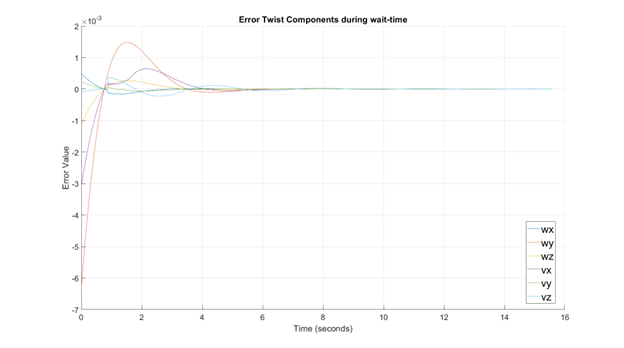 Error Twist Components during wait-time
×10⁻³
2
1
0
-1
-2
-3
-4
-5
-6
-7
Error Value
0 2 4 6 8 10 12 14 16
Time (seconds)
wx
wy
wz
vx
vy
vz